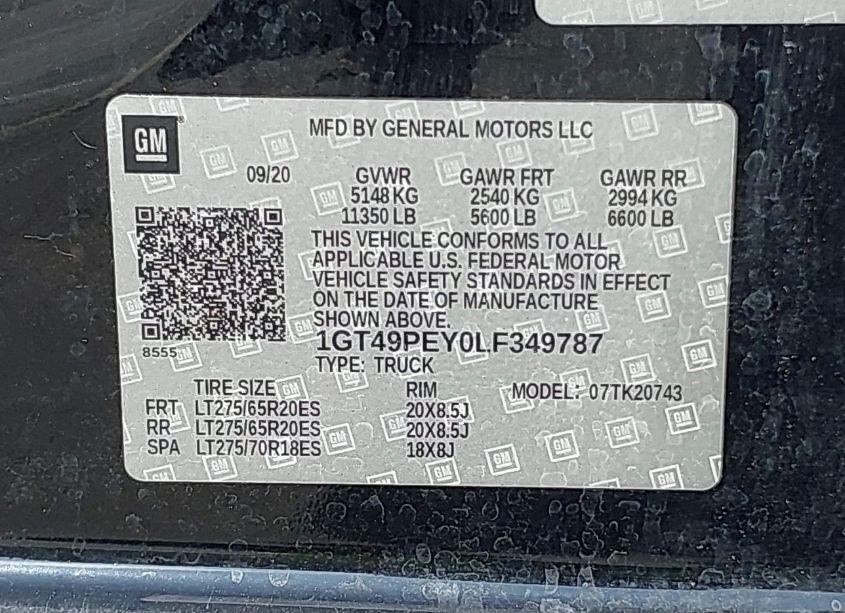 GM
MFD BY GENERAL MOTORS LLC
09/20
GVWR GAWR FRT GAWR RR
5148 KG 2540 KG 2994 KG
11350 LB 5600 LB 6600 LB
THIS VEHICLE CONFORMS TO ALL
APPLICABLE U.S. FEDERAL MOTOR
VEHICLE SAFETY STANDARDS IN EFFECT
ON THE DATE OF MANUFACTURE
SHOWN ABOVE.
8555
1GT49PEY0LF349787
TYPE: TRUCK
TIRE SIZE RIM MODEL: 07TK20743
FRT LT275/65R20ES 20X8.5J
RR LT275/65R20ES 20X8.5J
SPA LT275/70R18ES 18X8J